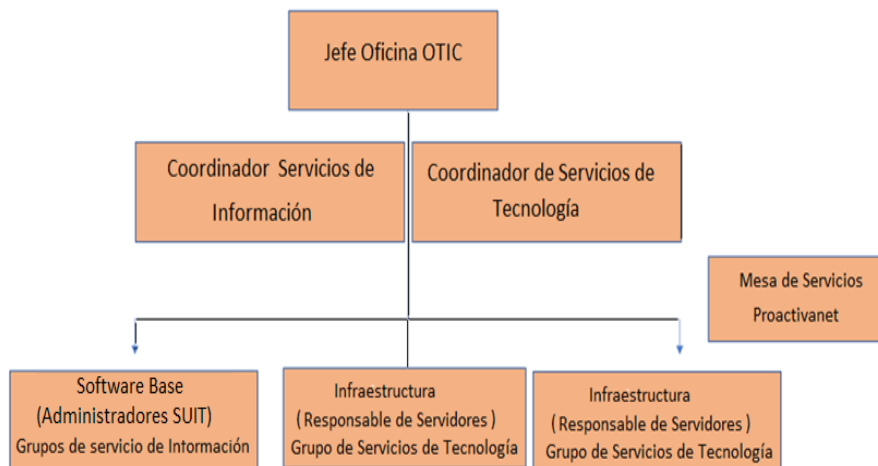 Jefe Oficina OTIC
Coordinador Servicios de
Información
Coordinador de Servicios de
Tecnología
Mesa de Servicios
Proactivanet
Software Base
(Administradores SUIT)
Grupos de servicio de Información
Infraestructura
( Responsable de Servidores )
Grupo de Servicios de Tecnología
Infraestructura
( Responsable de Servidores )
Grupo de Servicios de Tecnología